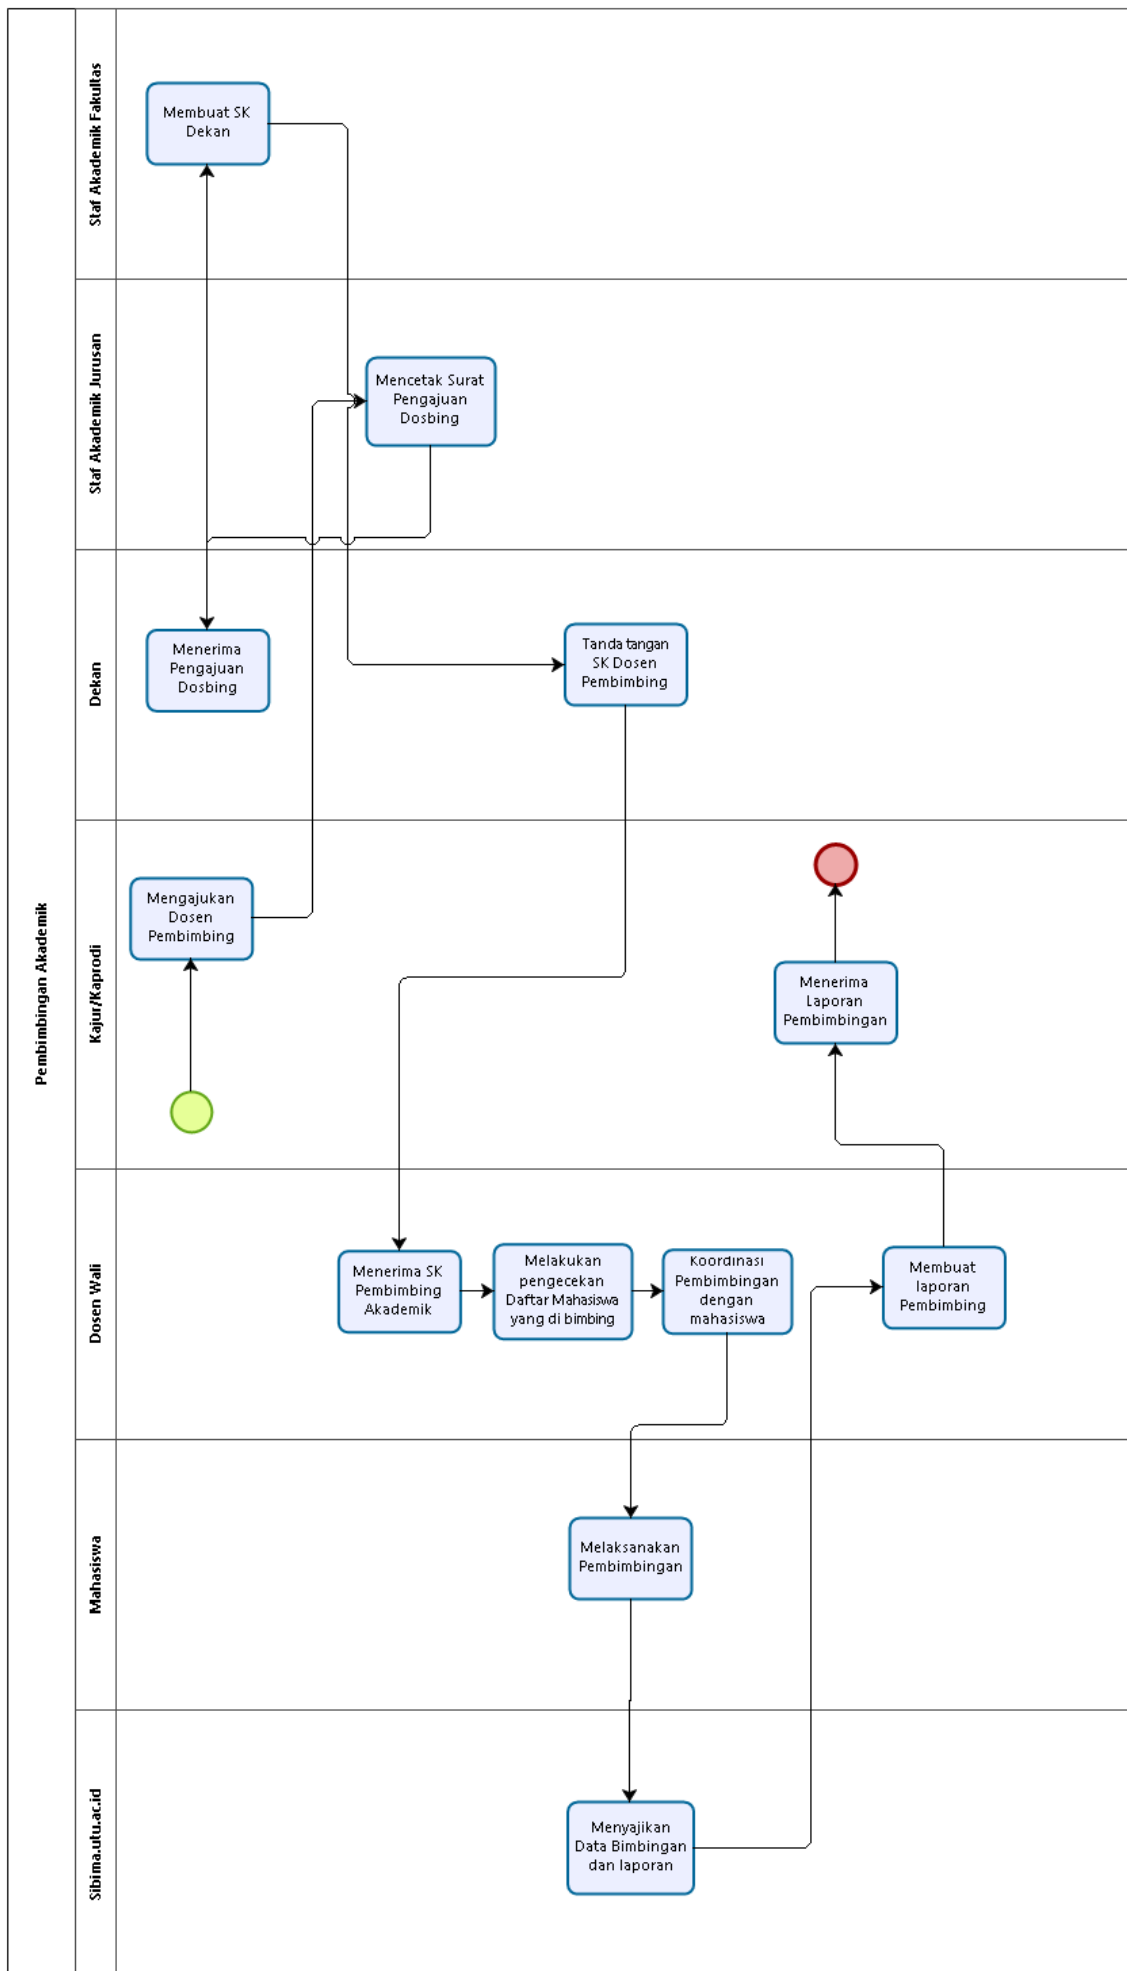 Pembimbingan Akademik
Staf Akademik Fakultas
Membuat SK
Dekan
Staf Akademik Jurusan
Mencetak Surat
Pengajuan
Dosbing
Dekan
Menerima
Pengajuan
Dosbing
Tanda tangan
SK Dosen
Pembimbing
Kajur/Kaprodi
Mengajukan
Dosen
Pembimbing
Menerima
Laporan
Pembimbingan
Dosen Wali
Menerima SK
Pembimbing
Akademik
Melakukan
pengecekan
Daftar Mahasiswa
yang di bimbing
Koordinasi
Pembimbingan
dengan
mahasiswa
Membuat
laporan
Pembimbing
Mahasiswa
Melaksanakan
Pembimbingan
Sibima.utu.ac.id
Menyajikan
Data Bimbingan
dan laporan